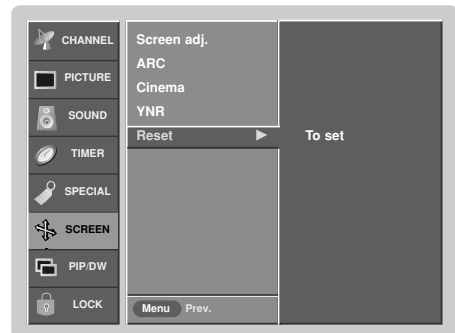 CHANNEL
PICTURE
SOUND
TIMER
SPECIAL
SCREEN
PIP/DW
LOCK
Screen adj.
ARC
Cinema
YNR
Reset ▶ To set
Menu Prev.